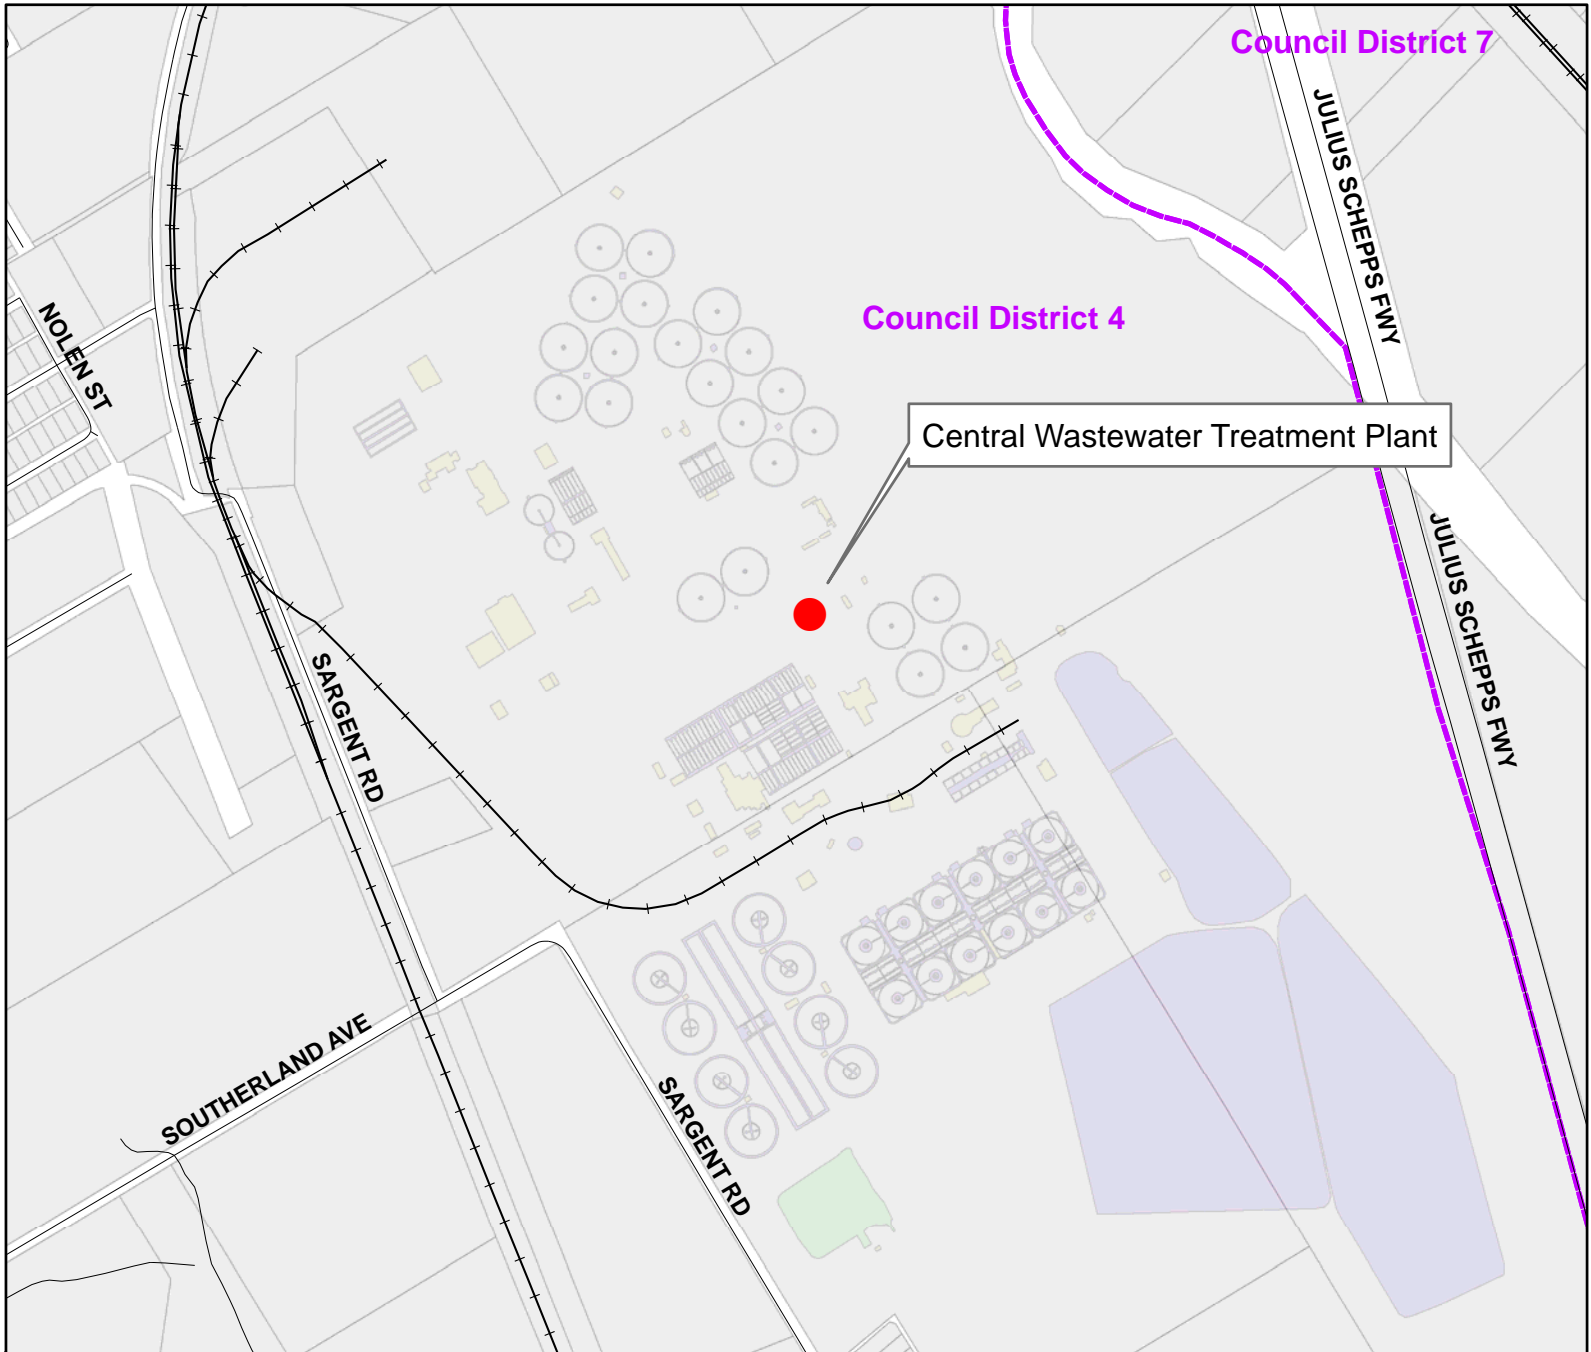 Council District 7
JULIUS SCHEPPS FWY
NOLEN ST
Council District 4
Central Wastewater Treatment Plant
JULIUS SCHEPPS FWY
SARGENT RD
SOUTHERLAND AVE
SARGENT RD